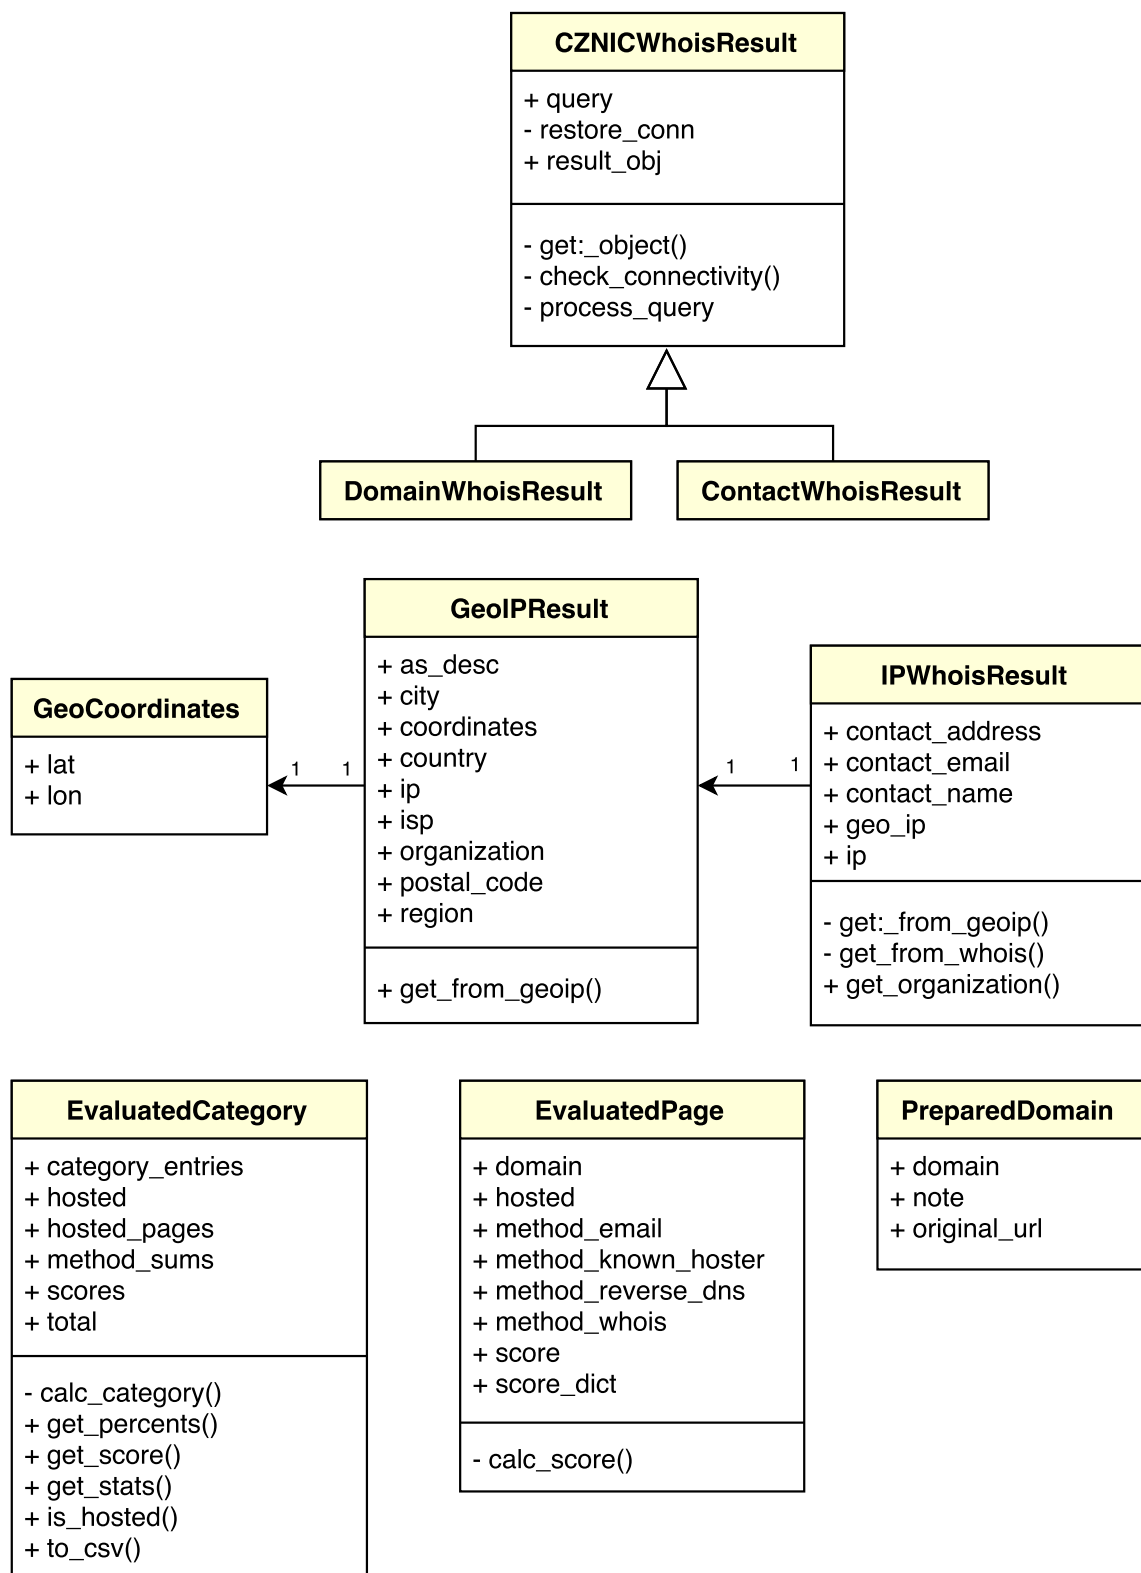 CZNICWhoisResult
+ query
- restore_conn
+ result_obj
- get:_object()
- check_connectivity()
- process_query
DomainWhoisResult
ContactWhoisResult
GeoIPResult
+ as_desc
+ city
+ coordinates
+ country
+ ip
+ isp
+ organization
+ postal_code
+ region
+ get_from_geoip()
GeoCoordinates
+ lat
+ lon
1 1
1 1
IPWhoisResult
+ contact_address
+ contact_email
+ contact_name
+ geo_ip
+ ip
- get:_from_geoip()
- get_from_whois()
+ get_organization()
EvaluatedCategory
+ category_entries
+ hosted
+ hosted_pages
+ method_sums
+ scores
+ total
- calc_category()
+ get_percents()
+ get_score()
+ get_stats()
+ is_hosted()
+ to_csv()
EvaluatedPage
+ domain
+ hosted
+ method_email
+ method_known_hoster
+ method_reverse_dns
+ method_whois
+ score
+ score_dict
- calc_score()
PreparedDomain
+ domain
+ note
+ original_url